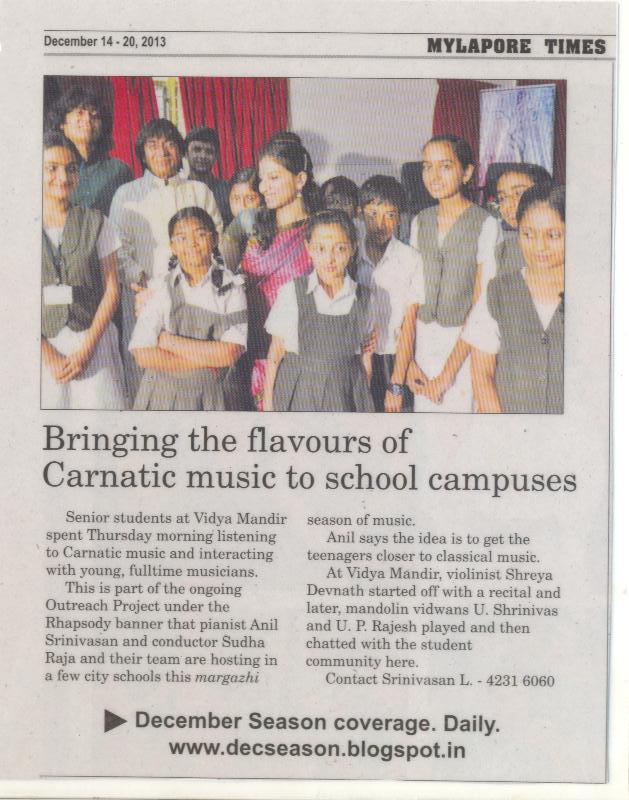 December 14 - 20, 2013
MYLAPORE TIMES
Bringing the flavours of
Carnatic music to school campuses
Senior students at Vidya Mandir
spent Thursday morning listening
to Carnatic music and interacting
with young, fulltime musicians.
This is part of the ongoing
Outreach Project under the
Rhapsody banner that pianist Anil
Srinivasan and conductor Sudha
Raja and their team are hosting in
a few city schools this margazhi
season of music.
Anil says the idea is to get the
teenagers closer to classical music.
At Vidya Mandir, violinist Shreya
Devnath started off with a recital and
later, mandolin vidwans U. Shrinivas
and U. P. Rajesh played and then
chatted with the student
community here.
Contact Srinivasan L. - 4231 6060
December Season coverage. Daily.
www.decseason.blogspot.in